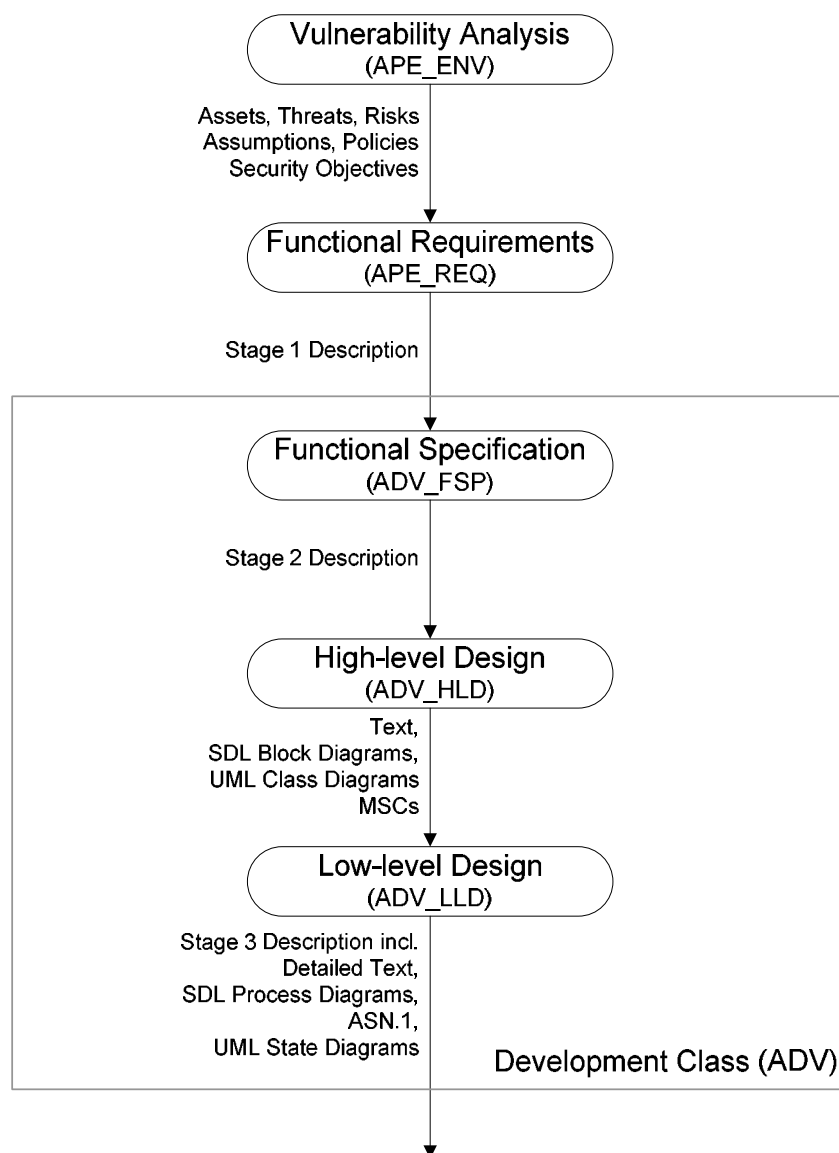 Vulnerability Analysis
(APE_ENV)
Assets, Threats, Risks
Assumptions, Policies
Security Objectives
Functional Requirements
(APE_REQ)
Stage 1 Description
Functional Specification
(ADV_FSP)
Stage 2 Description
High-level Design
(ADV_HLD)
Text,
SDL Block Diagrams,
UML Class Diagrams
MSCs
Low-level Design
(ADV_LLD)
Stage 3 Description incl.
Detailed Text,
SDL Process Diagrams,
ASN.1,
UML State Diagrams
Development Class (ADV)